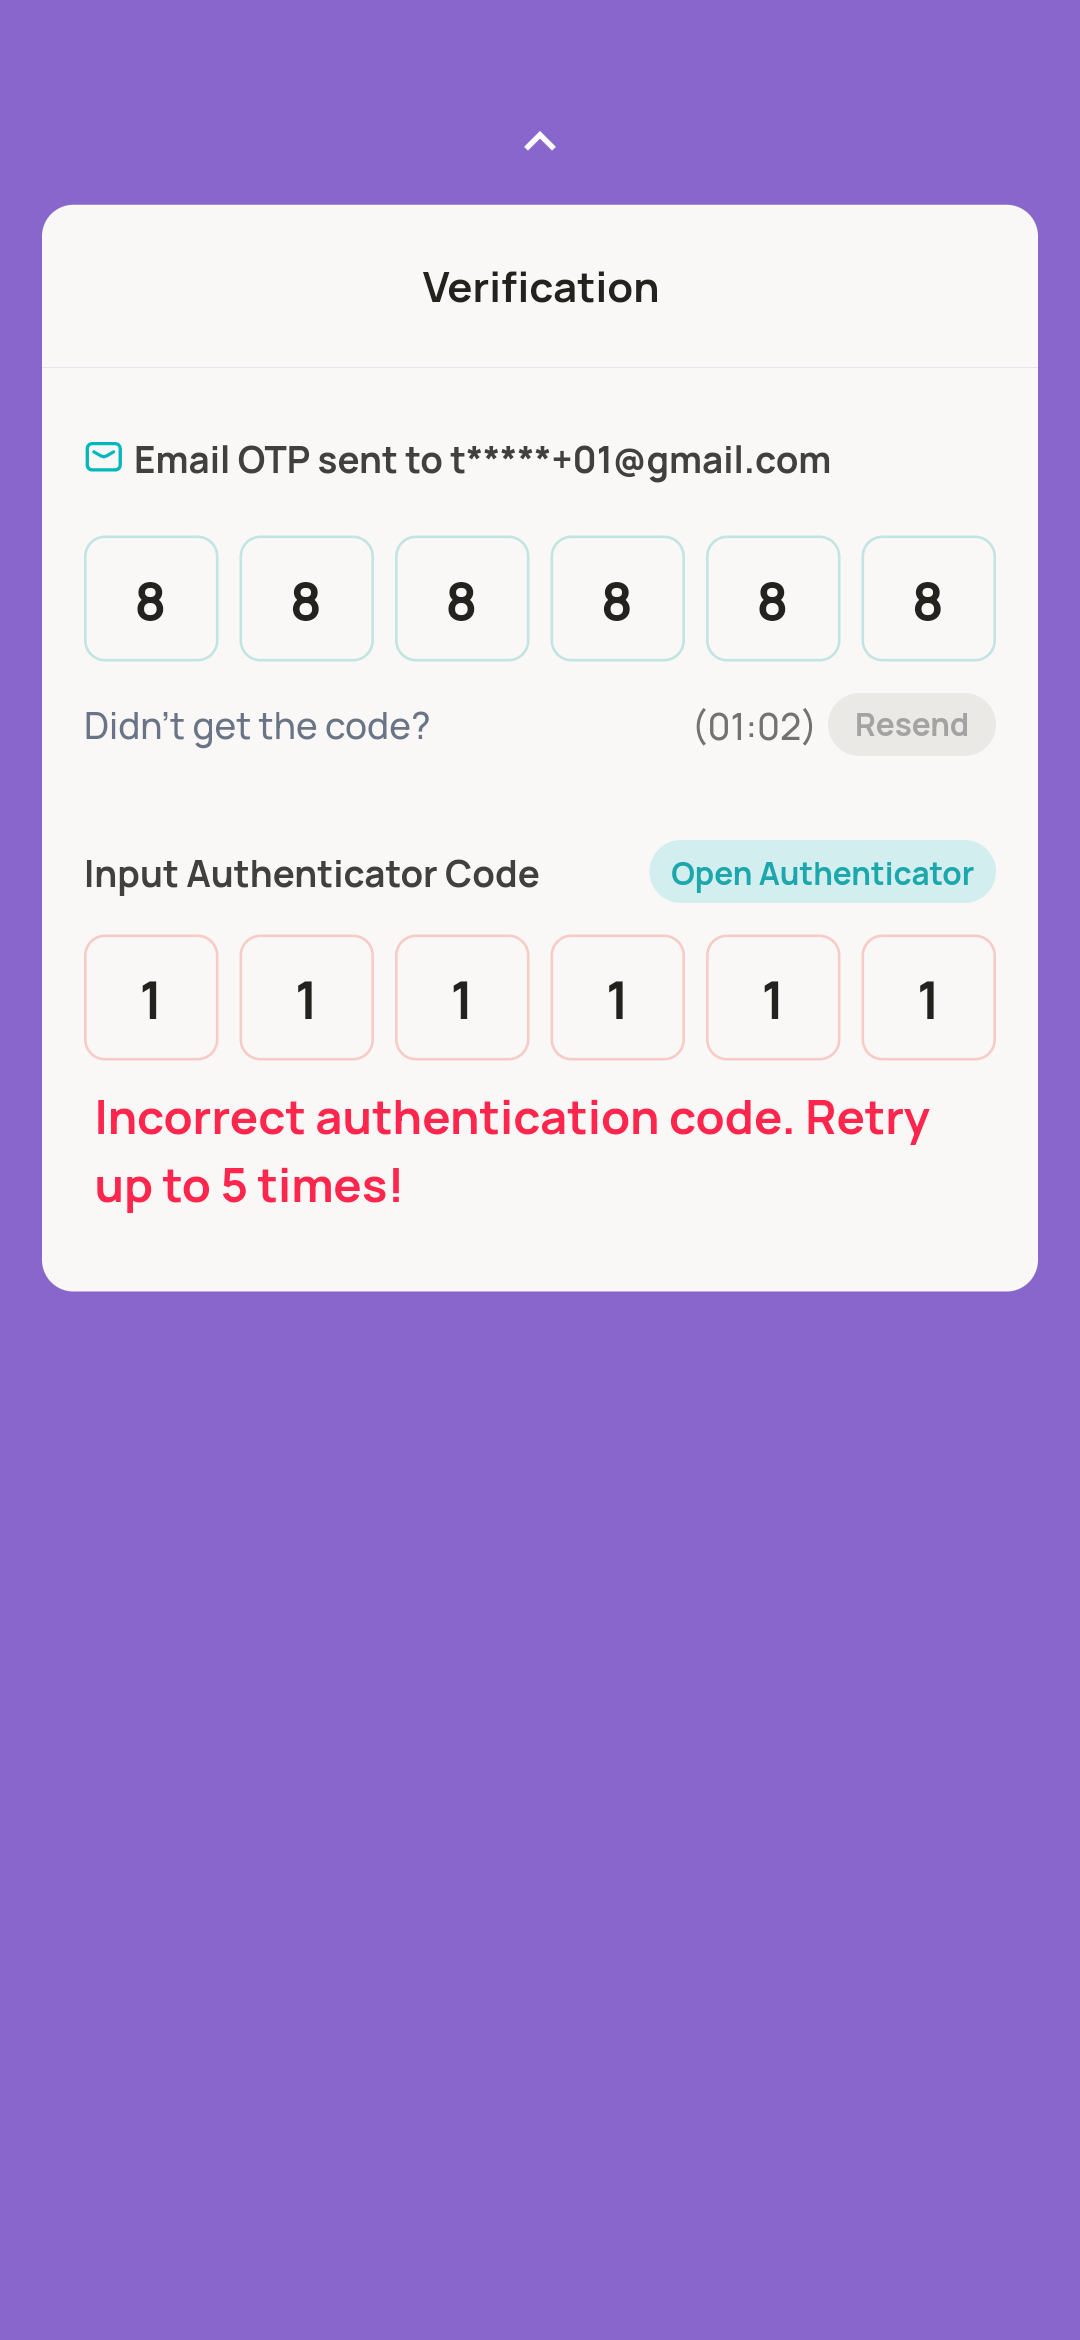 Verification
Email OTP sent to t*****+01@gmail.com
8 8 8 8 8 8
Didn't get the code? (01:02) Resend
Input Authenticator Code Open Authenticator
1 1 1 1 1 1
Incorrect authentication code. Retry
up to 5 times!